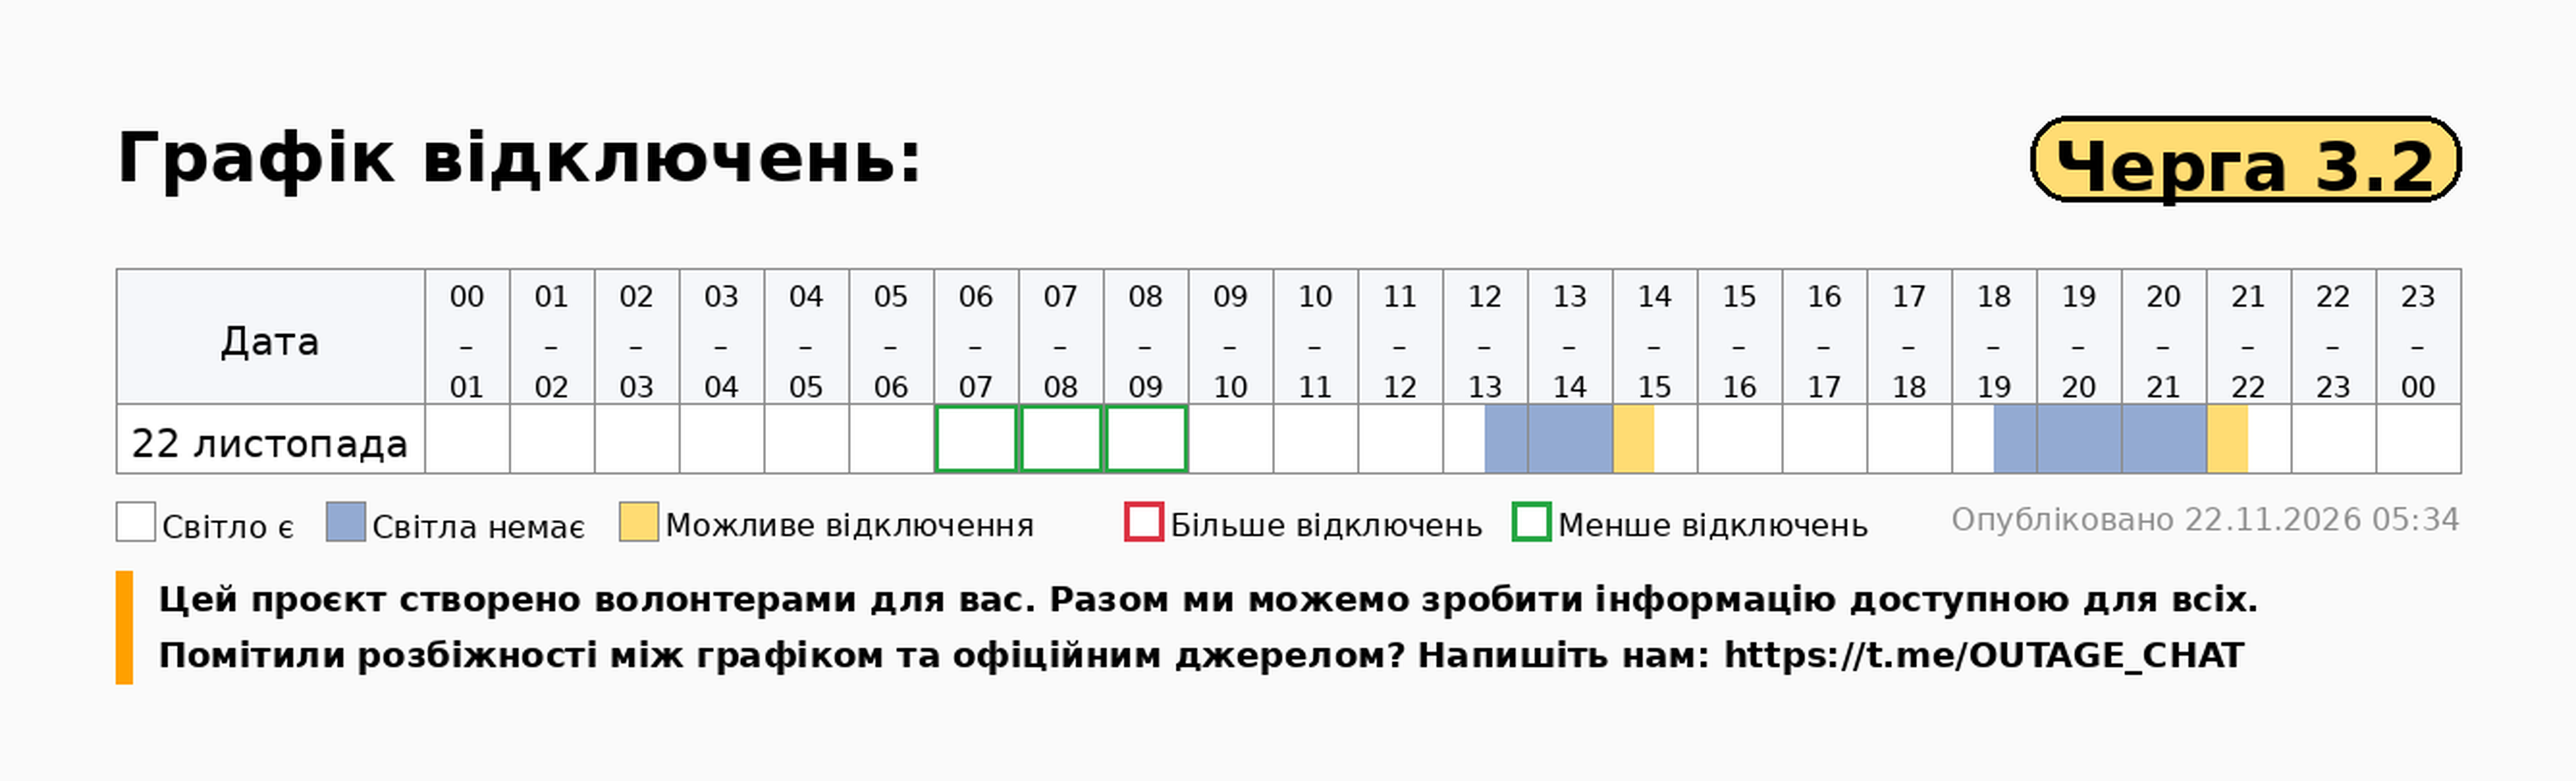 Графік відключень:
Черга 3.2
Дата 00 – 01 01 – 02 02 – 03 03 – 04 04 – 05 05 – 06 06 – 07 07 – 08 08 – 09 09 – 10 10 – 11 11 – 12 12 – 13 13 – 14 14 – 15 15 – 16 16 – 17 17 – 18 18 – 19 19 – 20 20 – 21 21 – 22 22 – 23 23 – 00
22 листопада
Світло є Світла немає Можливе відключення Більше відключень Менше відключень Опубліковано 22.11.2026 05:34
Цей проєкт створено волонтерами для вас. Разом ми можемо зробити інформацію доступною для всіх.
Помітили розбіжності між графіком та офіційним джерелом? Напишіть нам: https://t.me/OUTAGE_CHAT